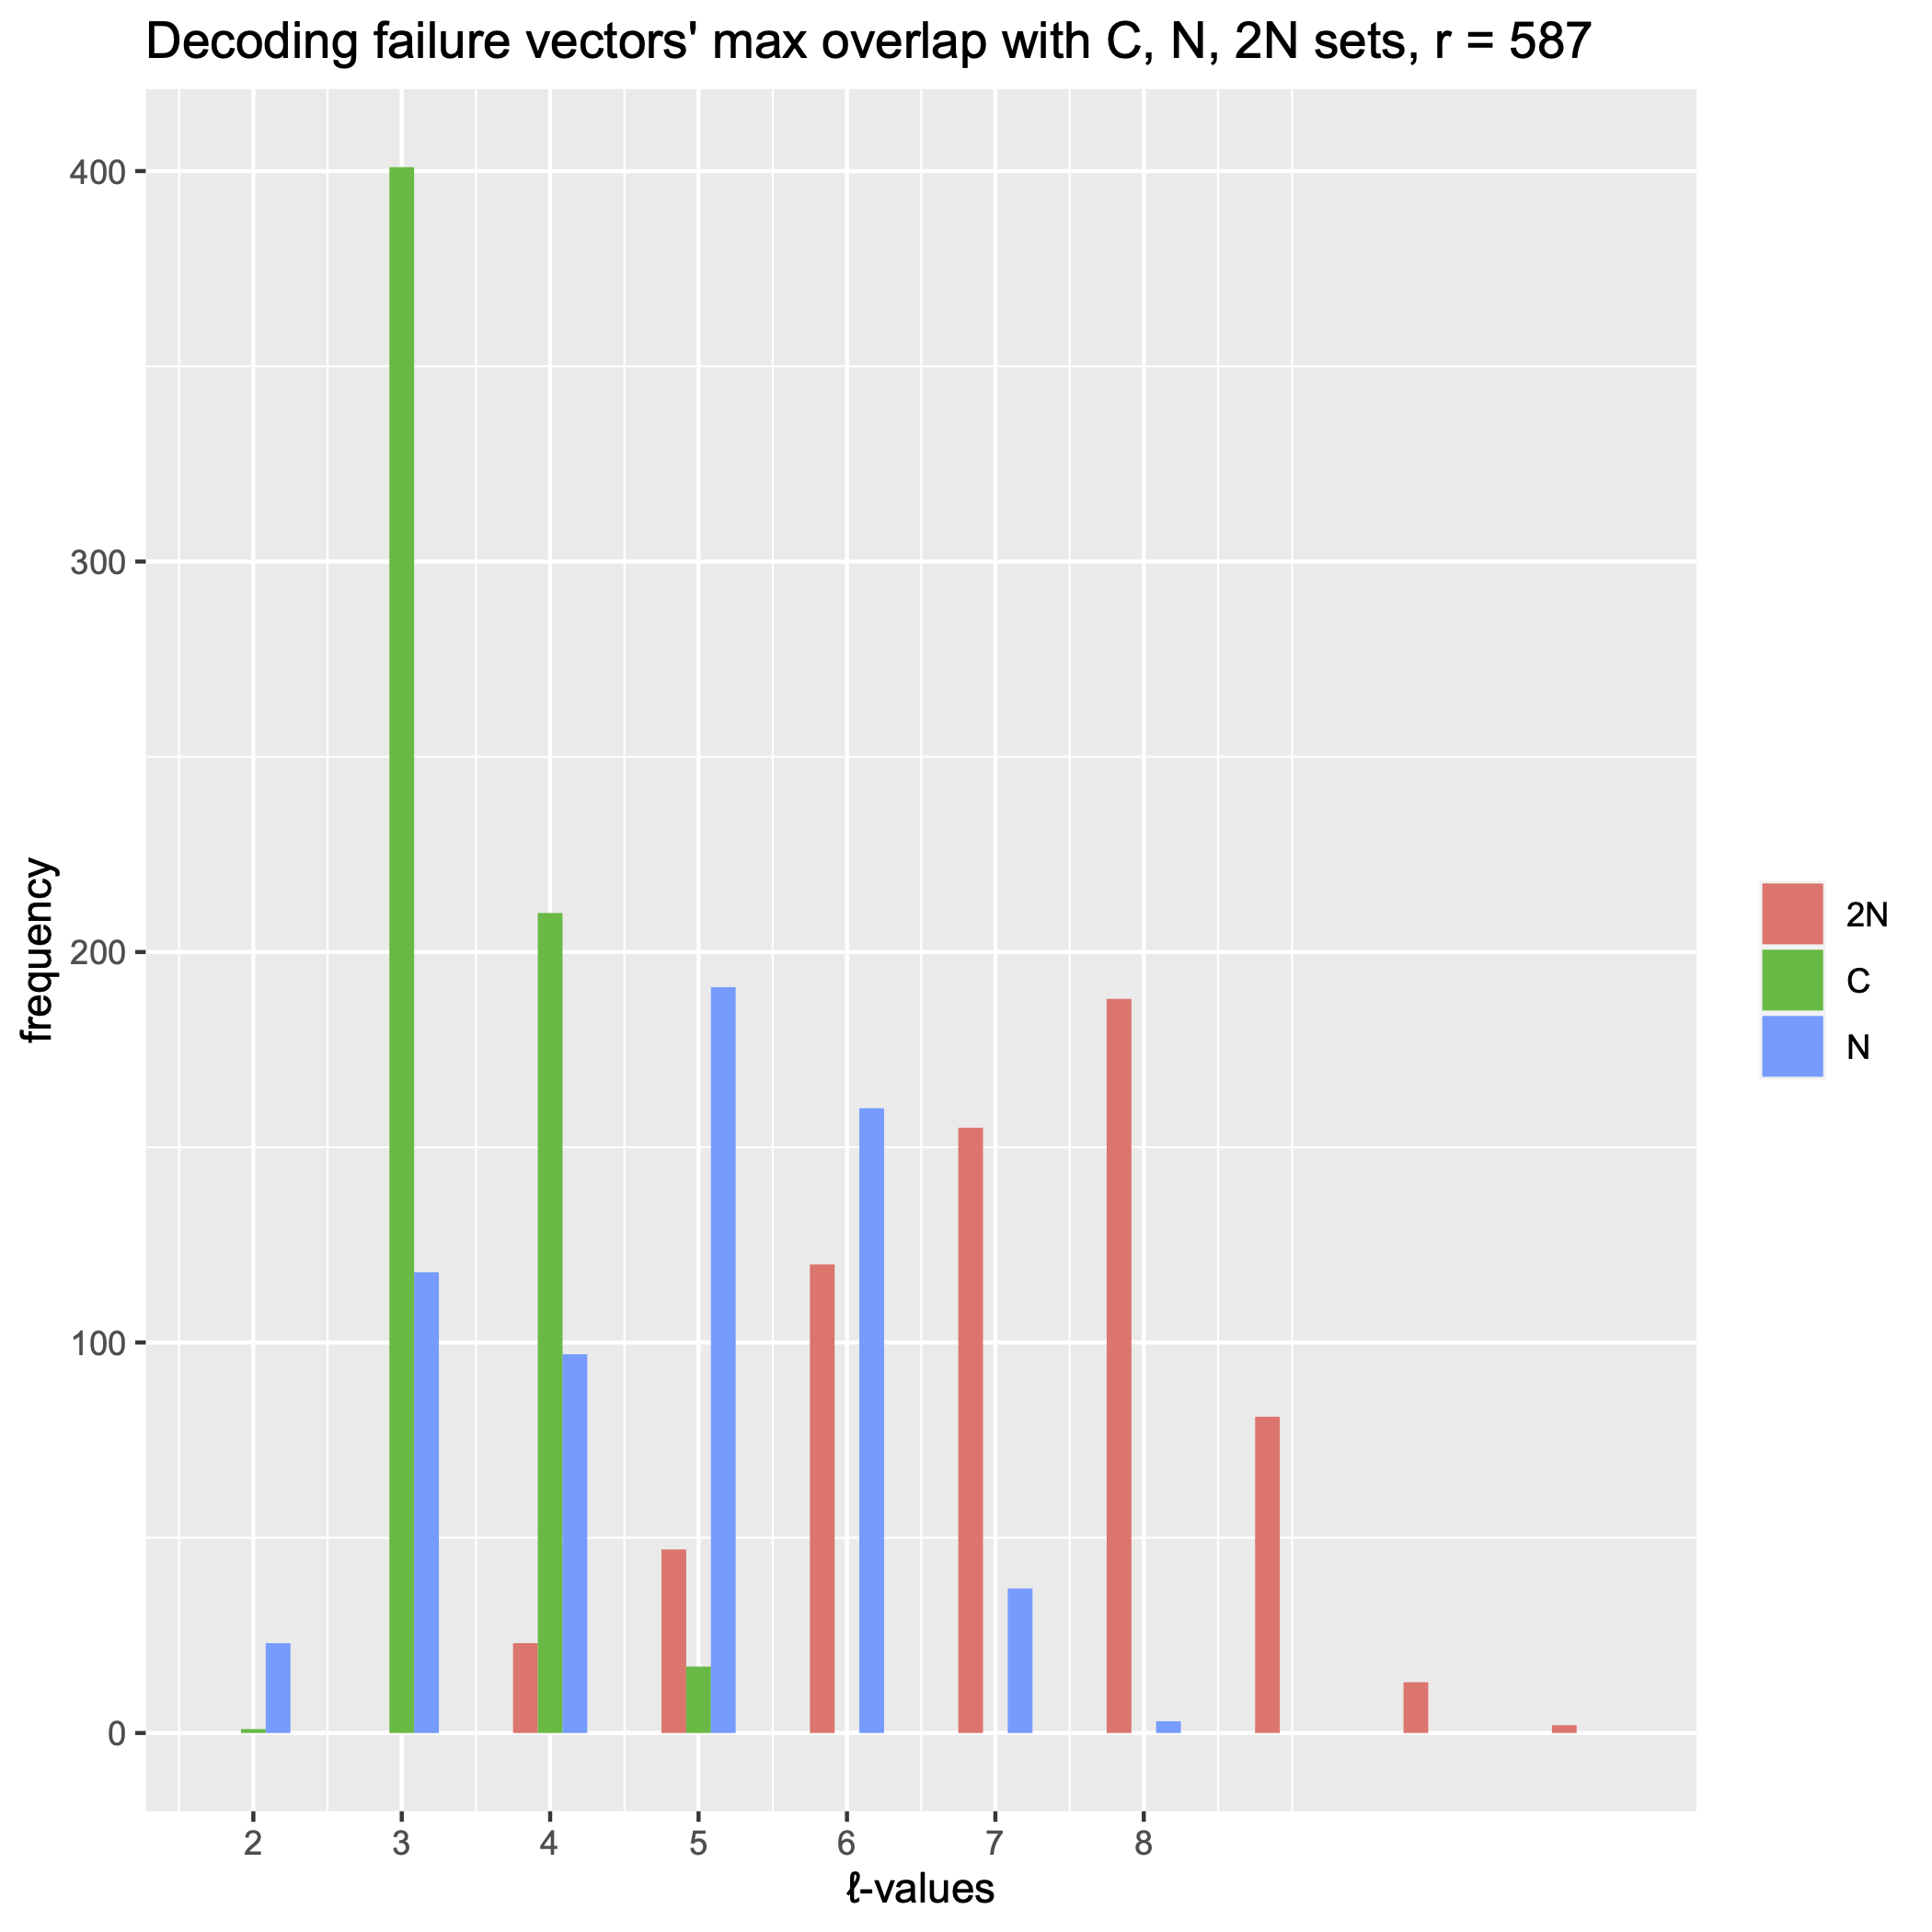 Decoding failure vectors' max overlap with C, N, 2N sets, r = 587
400
300
200
100
0
frequency
2 3 4 5 6 7 8
ℓ-values
2N
C
N